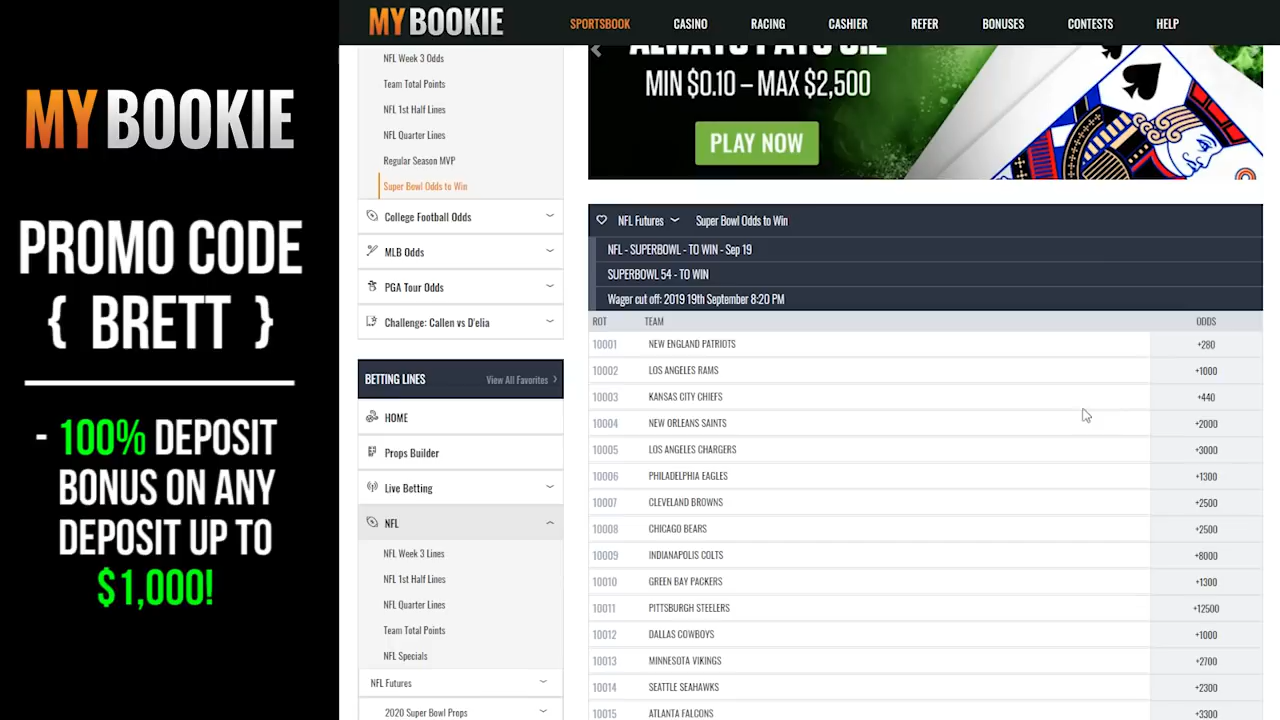 MYBOOKIE
PROMO CODE
{ BRETT }
- 100% DEPOSIT
BONUS ON ANY
DEPOSIT UP TO
$1,000!
MYBOOKIE
SPORTSBOOK CASINO RACING CASHIER REFER BONUSES CONTESTS HELP
NFL Week 3 Odds
Team Total Points
NFL 1st Half Lines
NFL Quarter Lines
Regular Season MVP
Super Bowl Odds to Win
College Football Odds
MLB Odds
PGA Tour Odds
Challenge: Callen vs D'elia
BETTING LINES View All Favorites
HOME
Props Builder
Live Betting
NFL
NFL Week 3 Lines
NFL 1st Half Lines
NFL Quarter Lines
Team Total Points
NFL Specials
NFL Futures
2020 Super Bowl Props
ALWAYS PAYS
MIN $0.10 – MAX $2,500
PLAY NOW
NFL Futures Super Bowl Odds to Win
NFL - SUPERBOWL - TO WIN - Sep 19
SUPERBOWL 54 - TO WIN
Wager cut off: 2019 19th September 8:20 PM
ROT TEAM ODDS
10001 NEW ENGLAND PATRIOTS +280
10002 LOS ANGELES RAMS +1000
10003 KANSAS CITY CHIEFS +440
10004 NEW ORLEANS SAINTS +2000
10005 LOS ANGELES CHARGERS +3000
10006 PHILADELPHIA EAGLES +1300
10007 CLEVELAND BROWNS +2500
10008 CHICAGO BEARS +2500
10009 INDIANAPOLIS COLTS +8000
10010 GREEN BAY PACKERS +1300
10011 PITTSBURGH STEELERS +12500
10012 DALLAS COWBOYS +1000
10013 MINNESOTA VIKINGS +2700
10014 SEATTLE SEAHAWKS +2300
10015 ATLANTA FALCONS +3300